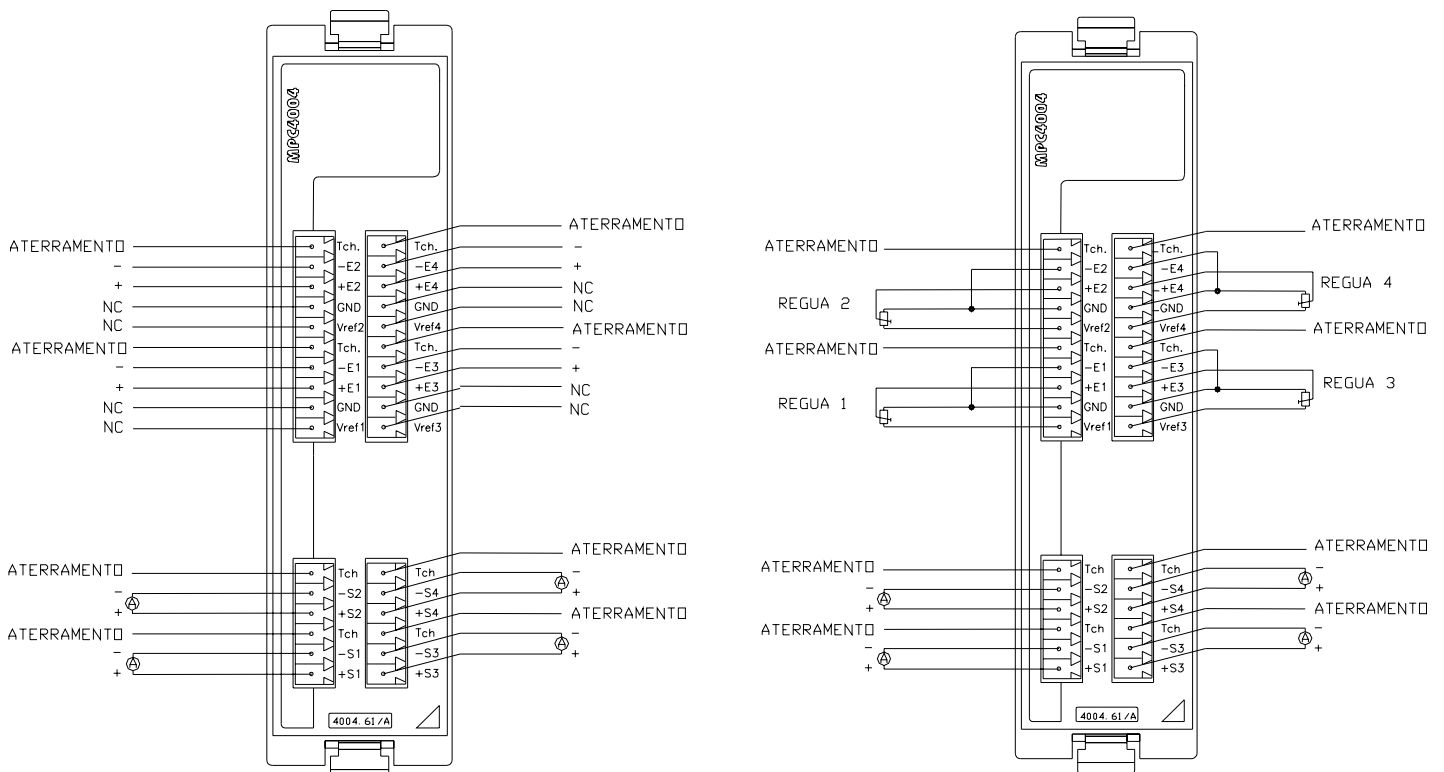 MPC4004
ATERRAMENTO
-
+
NC
NC
ATERRAMENTO
-
+
NC
NC
Tch.
-E2
+E2
GND
Vref2
Tch.
-E1
+E1
GND
Vref1
Tch.
-E4
+E4
GND
Vref4
Tch.
-E3
+E3
GND
Vref3
ATERRAMENTO
-
+
NC
NC
ATERRAMENTO
-
+
NC
NC
ATERRAMENTO
-
A
+
ATERRAMENTO
-
A
+
Tch
-S2
+S2
Tch
-S1
+S1
Tch
-S4
+S4
Tch
-S3
+S3
ATERRAMENTO
-
A
+
ATERRAMENTO
-
A
+
4004.61/A
MPC4004
ATERRAMENTO
REGUA 2
ATERRAMENTO
REGUA 1
Tch.
-E2
+E2
GND
Vref2
Tch.
-E1
+E1
GND
Vref1
Tch.
-E4
+E4
GND
Vref4
Tch.
-E3
+E3
GND
Vref3
ATERRAMENTO
REGUA 4
ATERRAMENTO
REGUA 3
ATERRAMENTO
-
A
+
ATERRAMENTO
-
A
+
Tch
-S2
+S2
Tch
-S1
+S1
Tch
-S4
+S4
Tch
-S3
+S3
ATERRAMENTO
-
A
+
ATERRAMENTO
-
A
+
4004.61/A